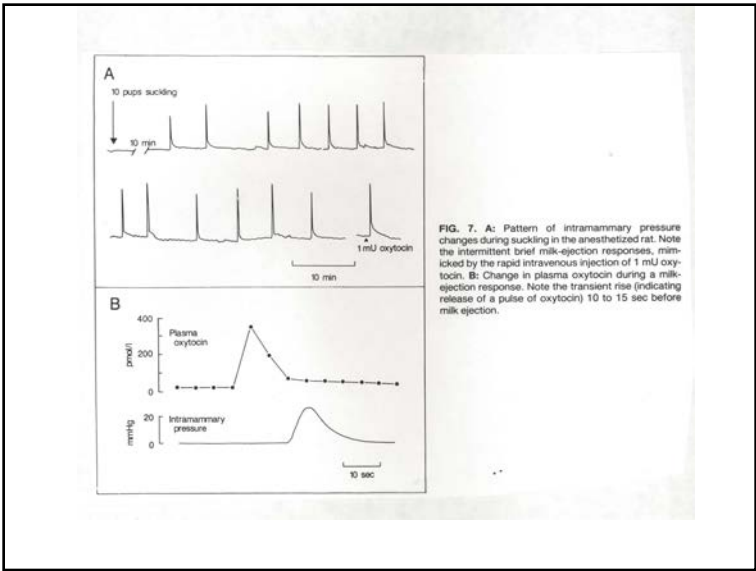 A
10 pups suckling
10 min
1 mU oxytocin
10 min
B
400
200
0
pmol/l
Plasma
oxytocin
20
0
mmHg
Intramammary
pressure
10 sec
FIG. 7. A: Pattern of intramammary pressure
changes during suckling in the anesthetized rat. Note
the intermittent brief milk-ejection responses, mim-
icked by the rapid intravenous injection of 1 mU oxy-
tocin. B: Change in plasma oxytocin during a milk-
ejection response. Note the transient rise (indicating
release of a pulse of oxytocin) 10 to 15 sec before
milk ejection.